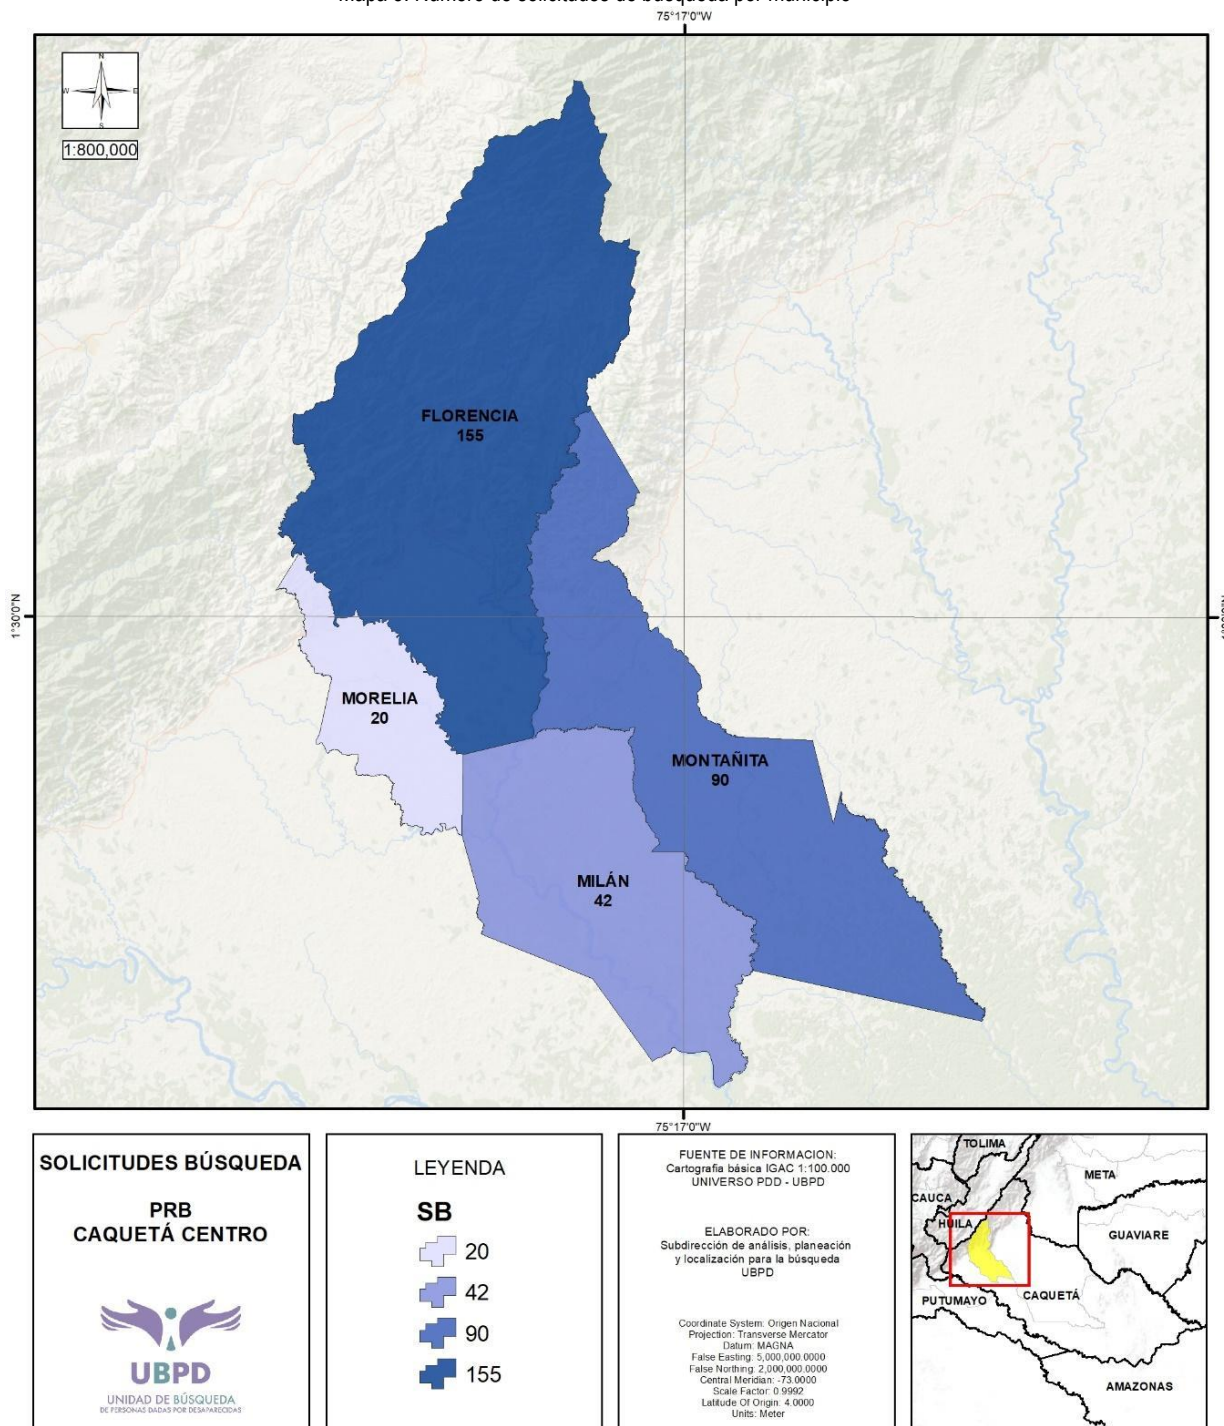 Mapa 3. Número de solicitudes de búsqueda por municipio
75°17'0"W
N
W
E
S
1:800,000
FLORENCIA
155
1°30'0"N
MORELIA
20
MONTAÑITA
90
MILÁN
42
75°17'0"W
SOLICITUDES BÚSQUEDA
PRB
CAQUETÁ CENTRO
UBPD
UNIDAD DE BÚSQUEDA
DE PERSONAS DADAS POR DESAPARECIDAS
LEYENDA
SB
20
42
90
155
FUENTE DE INFORMACION:
Cartografía básica IGAC 1:100.000
UNIVERSO PDD - UBPD
ELABORADO POR:
Subdirección de análisis, planeación
y localización para la búsqueda
UBPD
Coordinate System: Origen Nacional
Projection: Transverse Mercator
Datum: MAGNA
False Easting: 5,000,000.0000
False Northing: 2,000,000.0000
Central Meridian: -73.0000
Scale Factor: 0.9992
Latitude Of Origin: 4.0000
Units: Meter
TOLIMA
META
CAUCA
HUILA
GUAVIARE
CAQUETÁ
PUTUMAYO
AMAZONAS